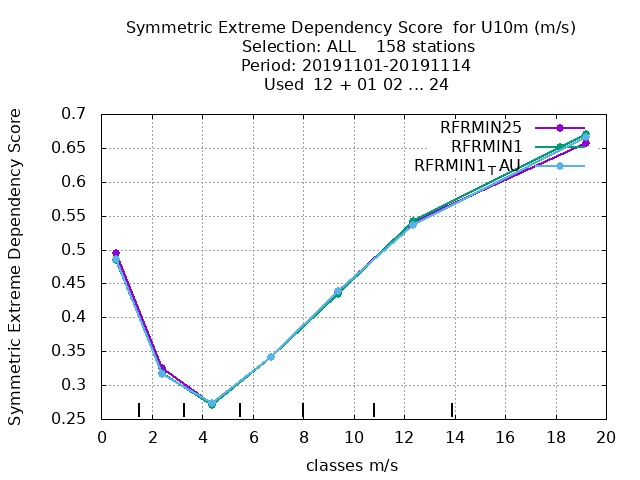 Symmetric Extreme Dependency Score for U10m (m/s)
Selection: ALL 158 stations
Period: 20191101-20191114
Used 12 + 01 02 ... 24
Symmetric Extreme Dependency Score
0.7
0.65
0.6
0.55
0.5
0.45
0.4
0.35
0.3
0.25
RFRMIN25
RFRMIN1
RFRMIN1TAU
0 2 4 6 8 10 12 14 16 18 20
classes m/s